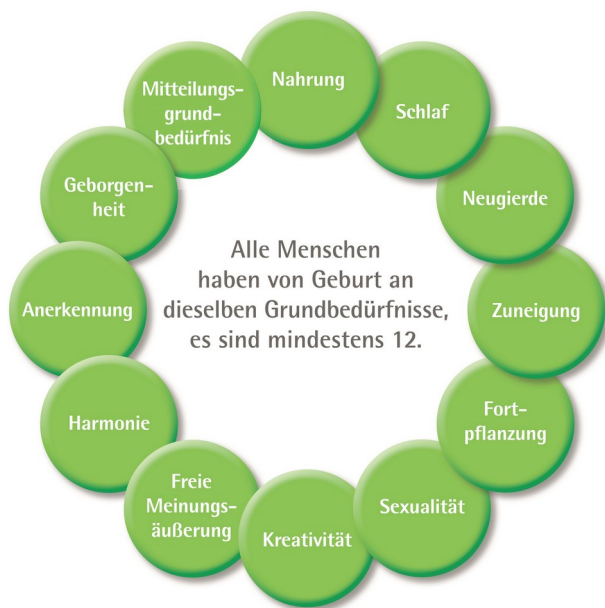 Nahrung
Schlaf
Neugierde
Zuneigung
Fort-
pflanzung
Sexualität
Kreativität
Freie
Meinungs-
äußerung
Harmonie
Anerkennung
Geborgen-
heit
Mitteilungs-
grund-
bedürfnis
Alle Menschen
haben von Geburt an
dieselben Grundbedürfnisse,
es sind mindestens 12.